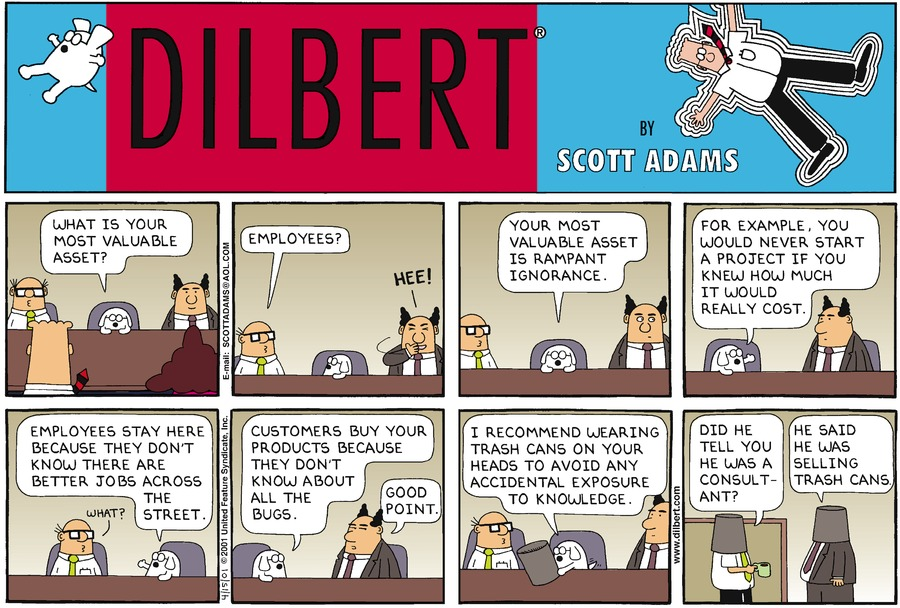 DILBERT®
BY
SCOTT ADAMS
WHAT IS YOUR
MOST VALUABLE
ASSET?
E-mail: SCOTTADAMS@AOL.COM
EMPLOYEES?
HEE!
YOUR MOST
VALUABLE ASSET
IS RAMPANT
IGNORANCE.
FOR EXAMPLE, YOU
WOULD NEVER START
A PROJECT IF YOU
KNEW HOW MUCH
IT WOULD
REALLY COST.
EMPLOYEES STAY HERE
BECAUSE THEY DON'T
KNOW THERE ARE
BETTER JOBS ACROSS
THE
STREET.
WHAT?
4/15/01 © 2001 United Feature Syndicate, Inc.
CUSTOMERS BUY YOUR
PRODUCTS BECAUSE
THEY DON'T
KNOW ABOUT
ALL THE
BUGS.
GOOD
POINT.
I RECOMMEND WEARING
TRASH CANS ON YOUR
HEADS TO AVOID ANY
ACCIDENTAL EXPOSURE
TO KNOWLEDGE.
www.dilbert.com
DID HE
TELL YOU
HE WAS A
CONSULT-
ANT?
HE SAID
HE WAS
SELLING
TRASH CANS